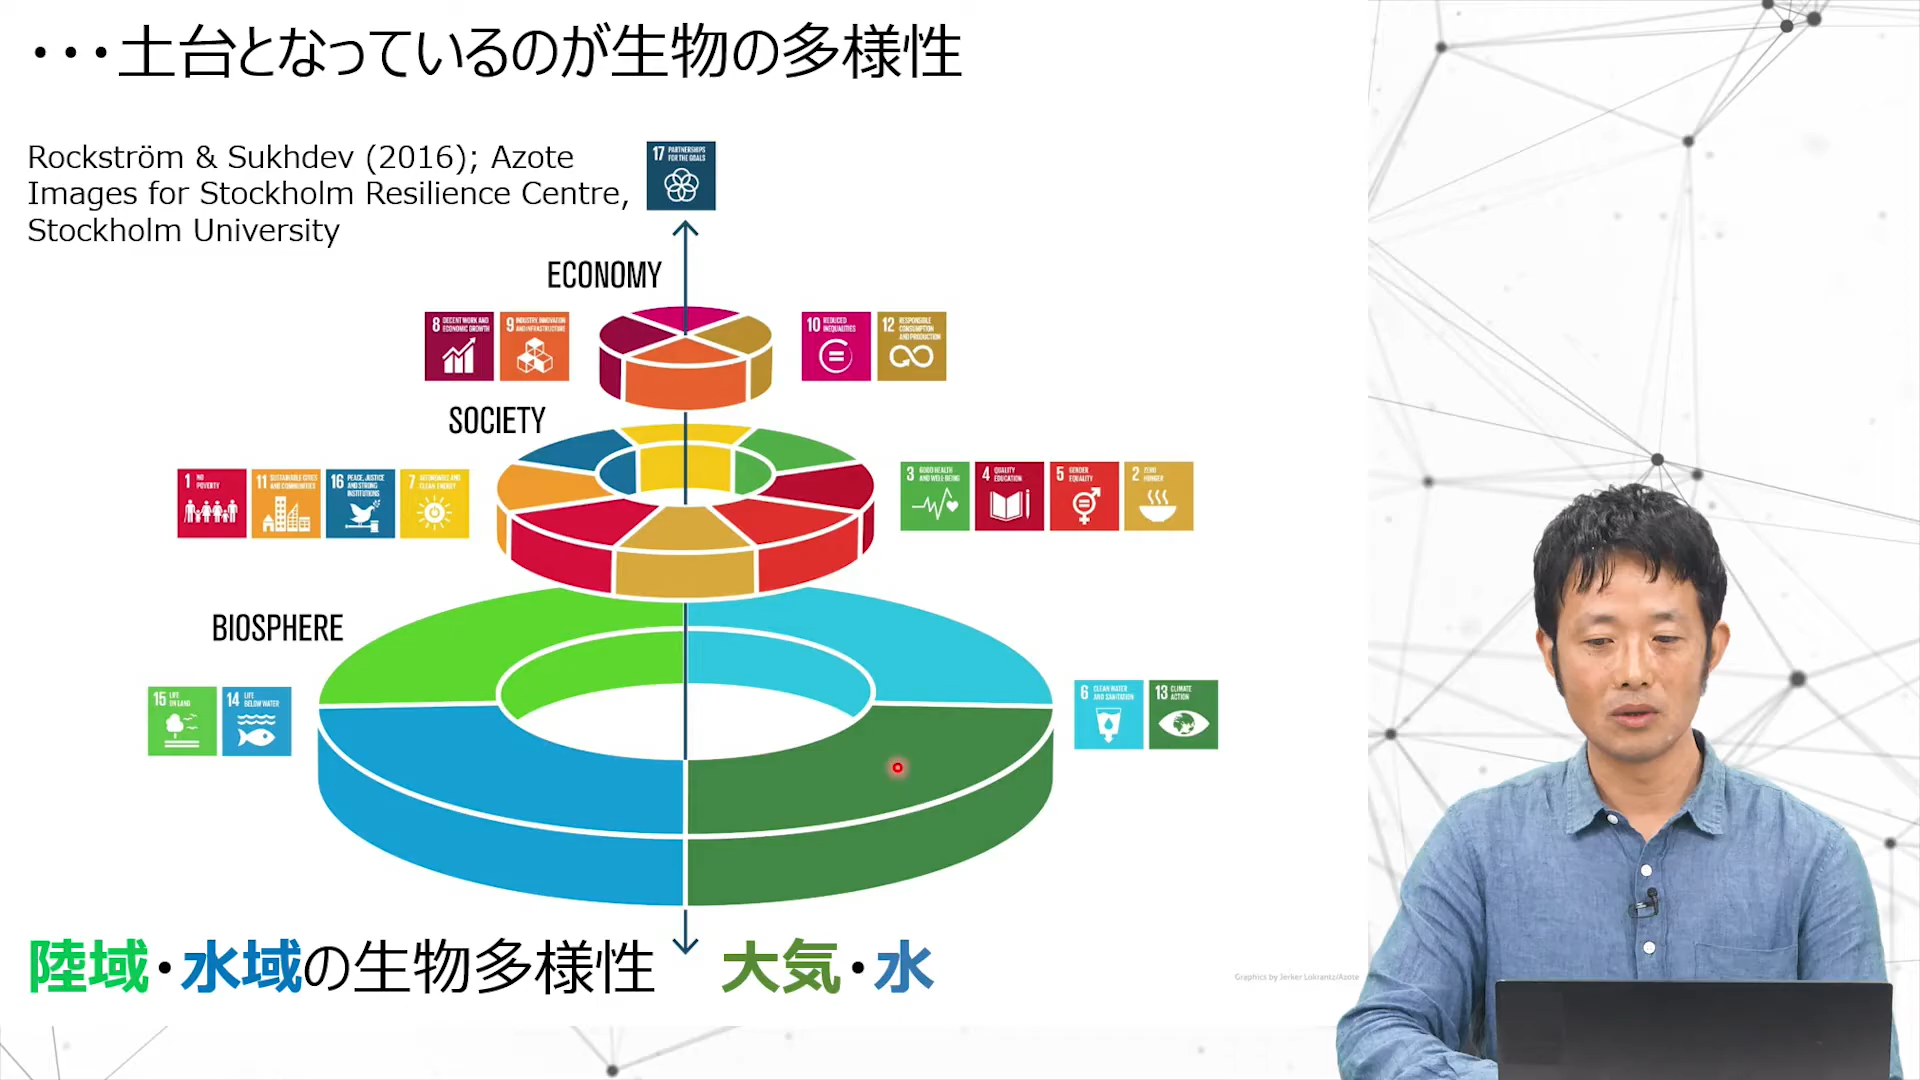 ・・・土台となっているのが生物の多様性
Rockström & Sukhdev (2016); Azote
Images for Stockholm Resilience Centre,
Stockholm University
17 PARTNERSHIPS
FOR THE GOALS
ECONOMY
8 DECENT WORK AND
ECONOMIC GROWTH
9 INDUSTRY, INNOVATION
AND INFRASTRUCTURE
10 REDUCED
INEQUALITIES
12 RESPONSIBLE
CONSUMPTION
AND PRODUCTION
SOCIETY
1 NO
POVERTY
11 SUSTAINABLE CITIES
AND COMMUNITIES
16 PEACE, JUSTICE
AND STRONG
INSTITUTIONS
7 AFFORDABLE AND
CLEAN ENERGY
3 GOOD HEALTH
AND WELL-BEING
4 QUALITY
EDUCATION
5 GENDER
EQUALITY
2 ZERO
HUNGER
BIOSPHERE
15 LIFE
ON LAND
14 LIFE
BELOW WATER
6 CLEAN WATER
AND SANITATION
13 CLIMATE
ACTION
陸域・水域の生物多様性 大気・水
Graphics by Jerker Lokrantz/Azote